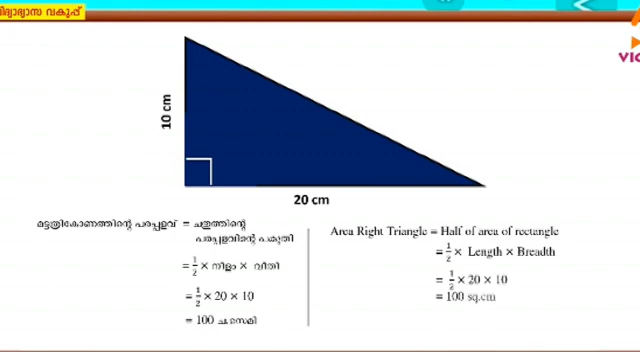 വിദ്യാഭ്യാസ വകുപ്പ്
VIC
10 cm
20 cm
മട്ടത്രികോണത്തിന്റെ പരപ്പളവ് = ചതുരത്തിന്റെ
പരപ്പളവിന്റെ പകുതി
= 1/2 × നീളം × വീതി
= 1/2 × 20 × 10
= 100 ച.സെമി
Area Right Triangle = Half of area of rectangle
= 1/2 × Length × Breadth
= 1/2 × 20 × 10
= 100 sq.cm